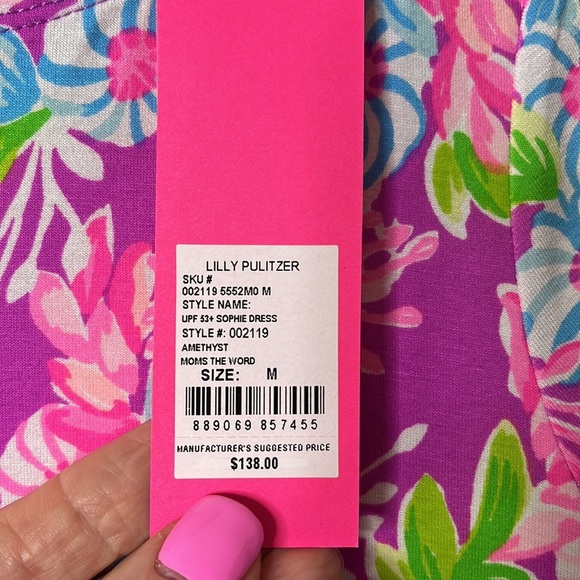 LILLY PULITZER
SKU #
002119 5552M0 M
STYLE NAME:
UPF 53+ SOPHIE DRESS
STYLE #: 002119
AMETHYST
MOMS THE WORD
SIZE: M
889069 857455
MANUFACTURER'S SUGGESTED PRICE
$138.00